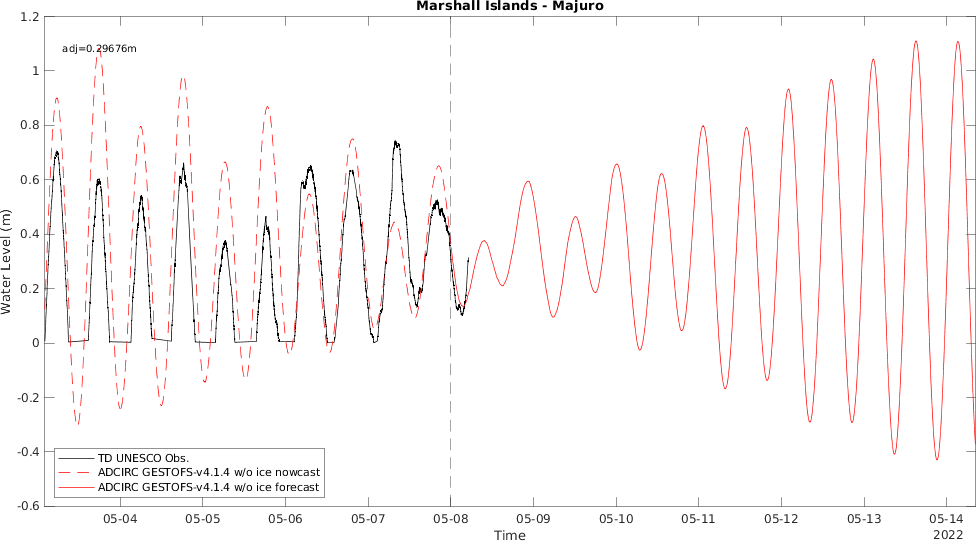 Marshall Islands - Majuro
adj=0.29676m
1.2
1
0.8
0.6
0.4
0.2
0
-0.2
-0.4
-0.6
Water Level (m)
TD UNESCO Obs.
ADCIRC GESTOFS-v4.1.4 w/o ice nowcast
ADCIRC GESTOFS-v4.1.4 w/o ice forecast
05-04 05-05 05-06 05-07 05-08 05-09 05-10 05-11 05-12 05-13 05-14
Time
2022